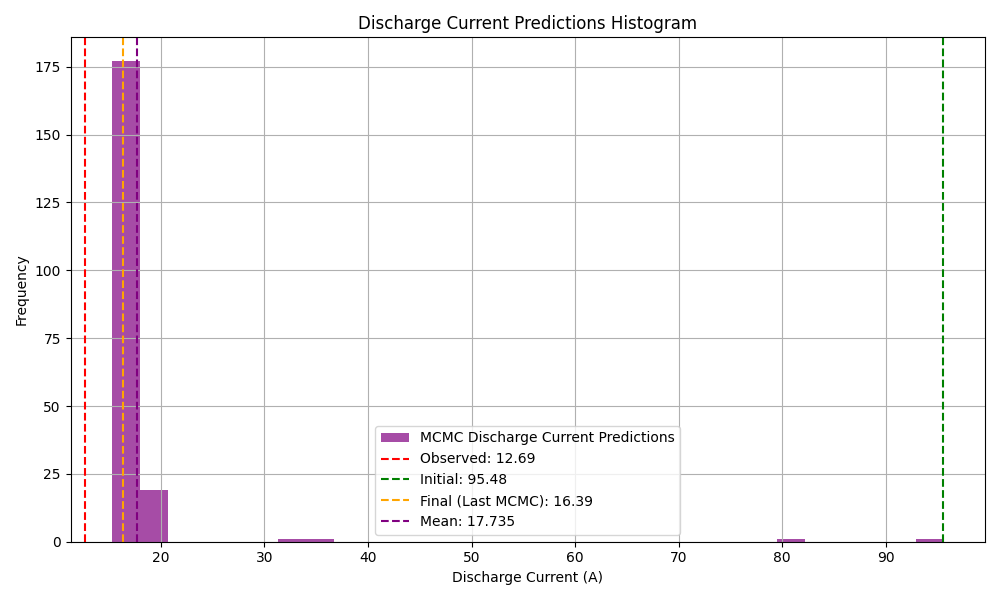 Discharge Current Predictions Histogram
Frequency
175
150
125
100
75
50
25
0
20
30
40
50
60
70
80
90
Discharge Current (A)
MCMC Discharge Current Predictions
Observed: 12.69
Initial: 95.48
Final (Last MCMC): 16.39
Mean: 17.735